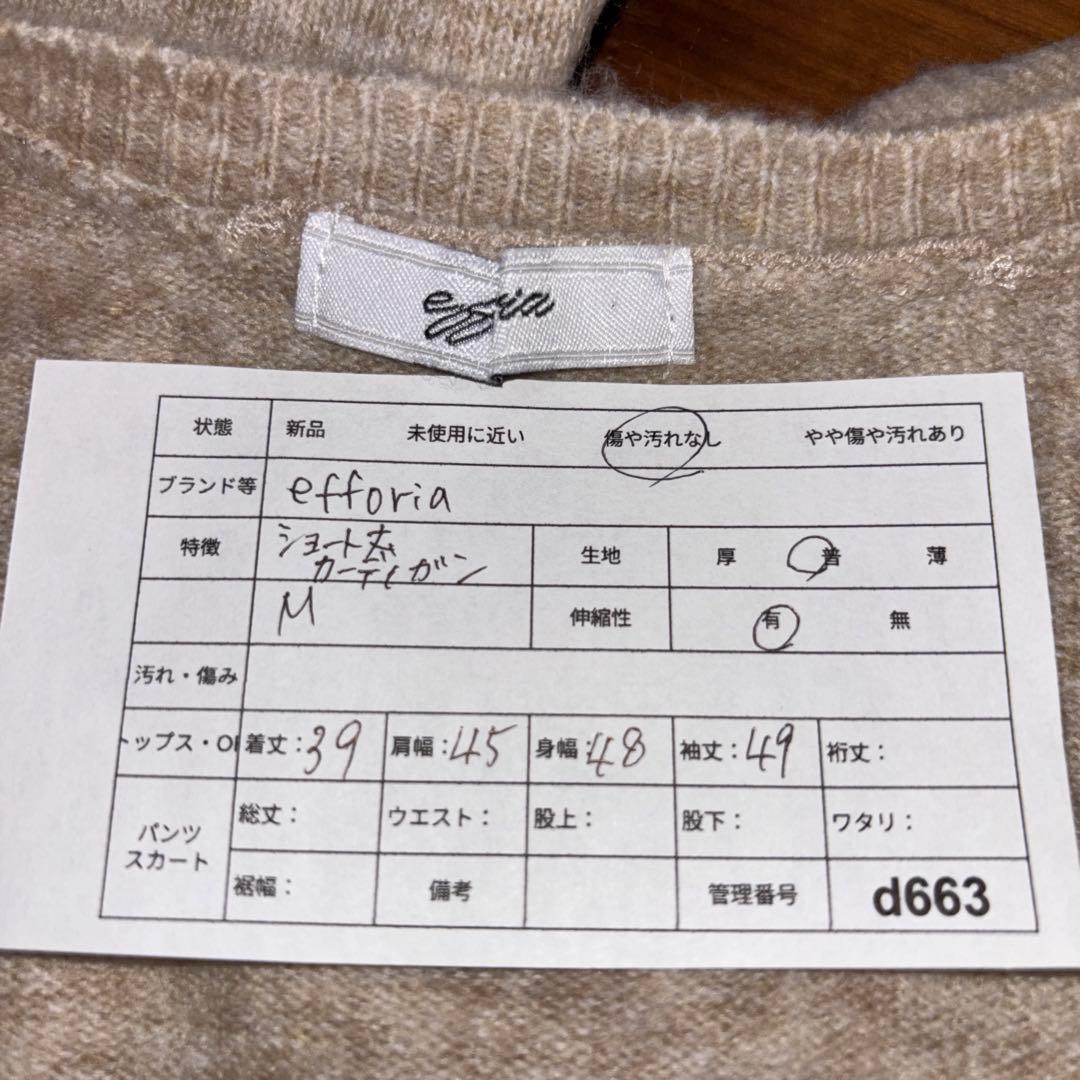 efforia
状態 新品 未使用に近い 傷や汚れなし やや傷や汚れあり
ブランド等 efforia
特徴 ショート丈 生地 厚 普 薄
カーディガン
M 伸縮性 有 無
汚れ・傷み
トップス・OP 着丈：39 肩幅：45 身幅：48 袖丈：49 裄丈：
パンツ 総丈： ウエスト： 股上： 股下： ワタリ：
スカート
裾幅： 備考 管理番号 d663